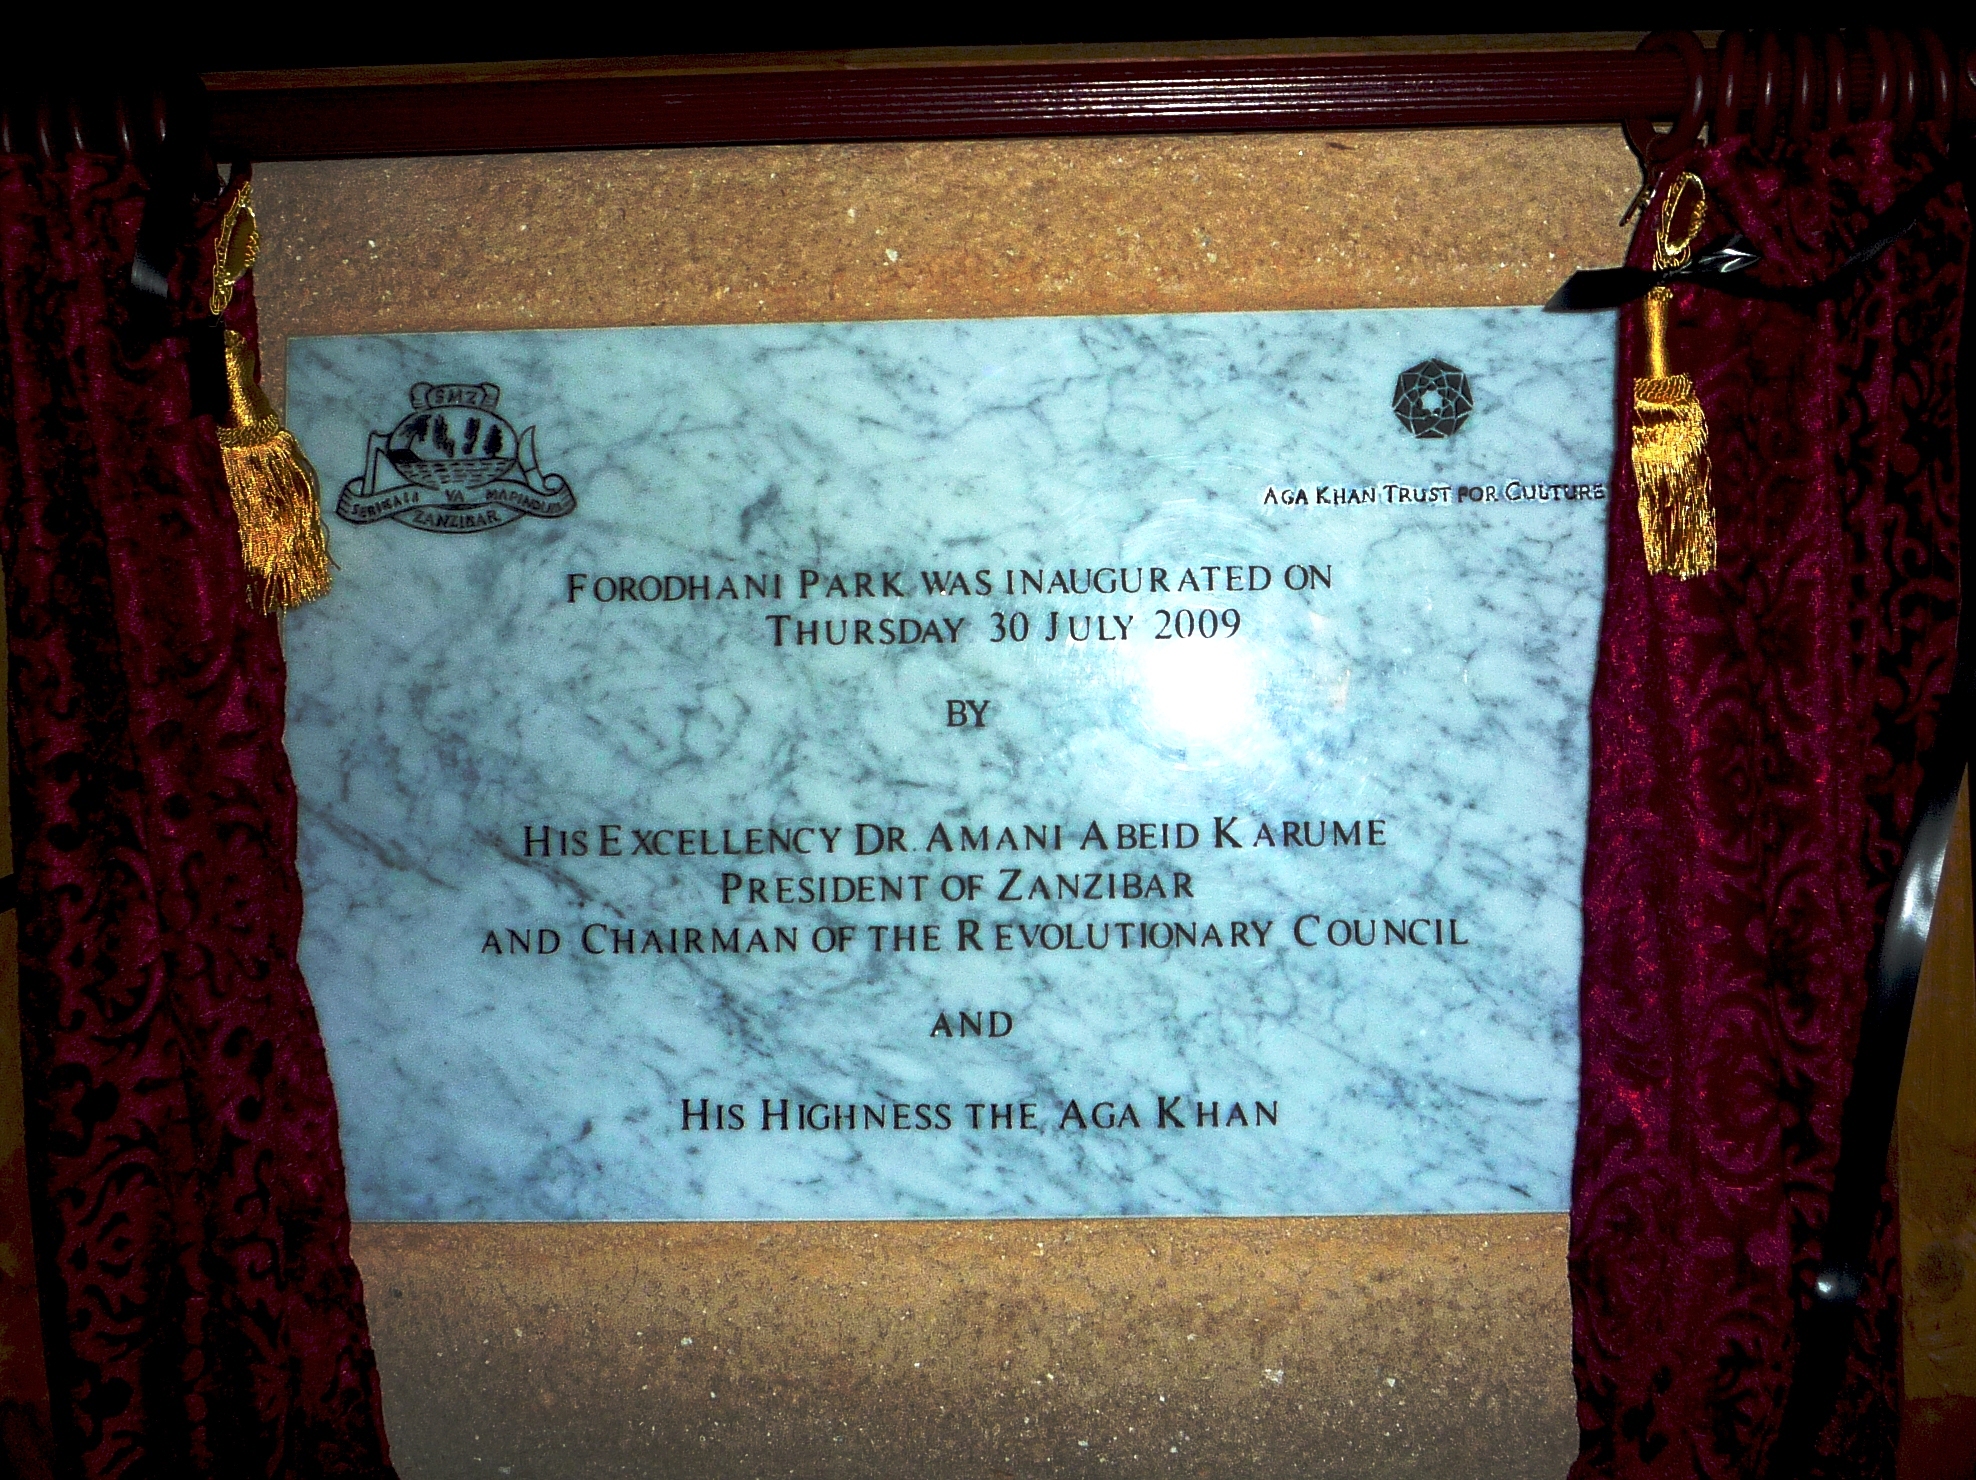 SMZ
SERIKALI YA MAPINDUZI
ZANZIBAR
AGA KHAN TRUST FOR CULTURE
FORODHANI PARK WAS INAUGURATED ON
THURSDAY 30 JULY 2009
BY
HIS EXCELLENCY DR. AMANI ABEID KARUME
PRESIDENT OF ZANZIBAR
AND CHAIRMAN OF THE REVOLUTIONARY COUNCIL
AND
HIS HIGHNESS THE AGA KHAN